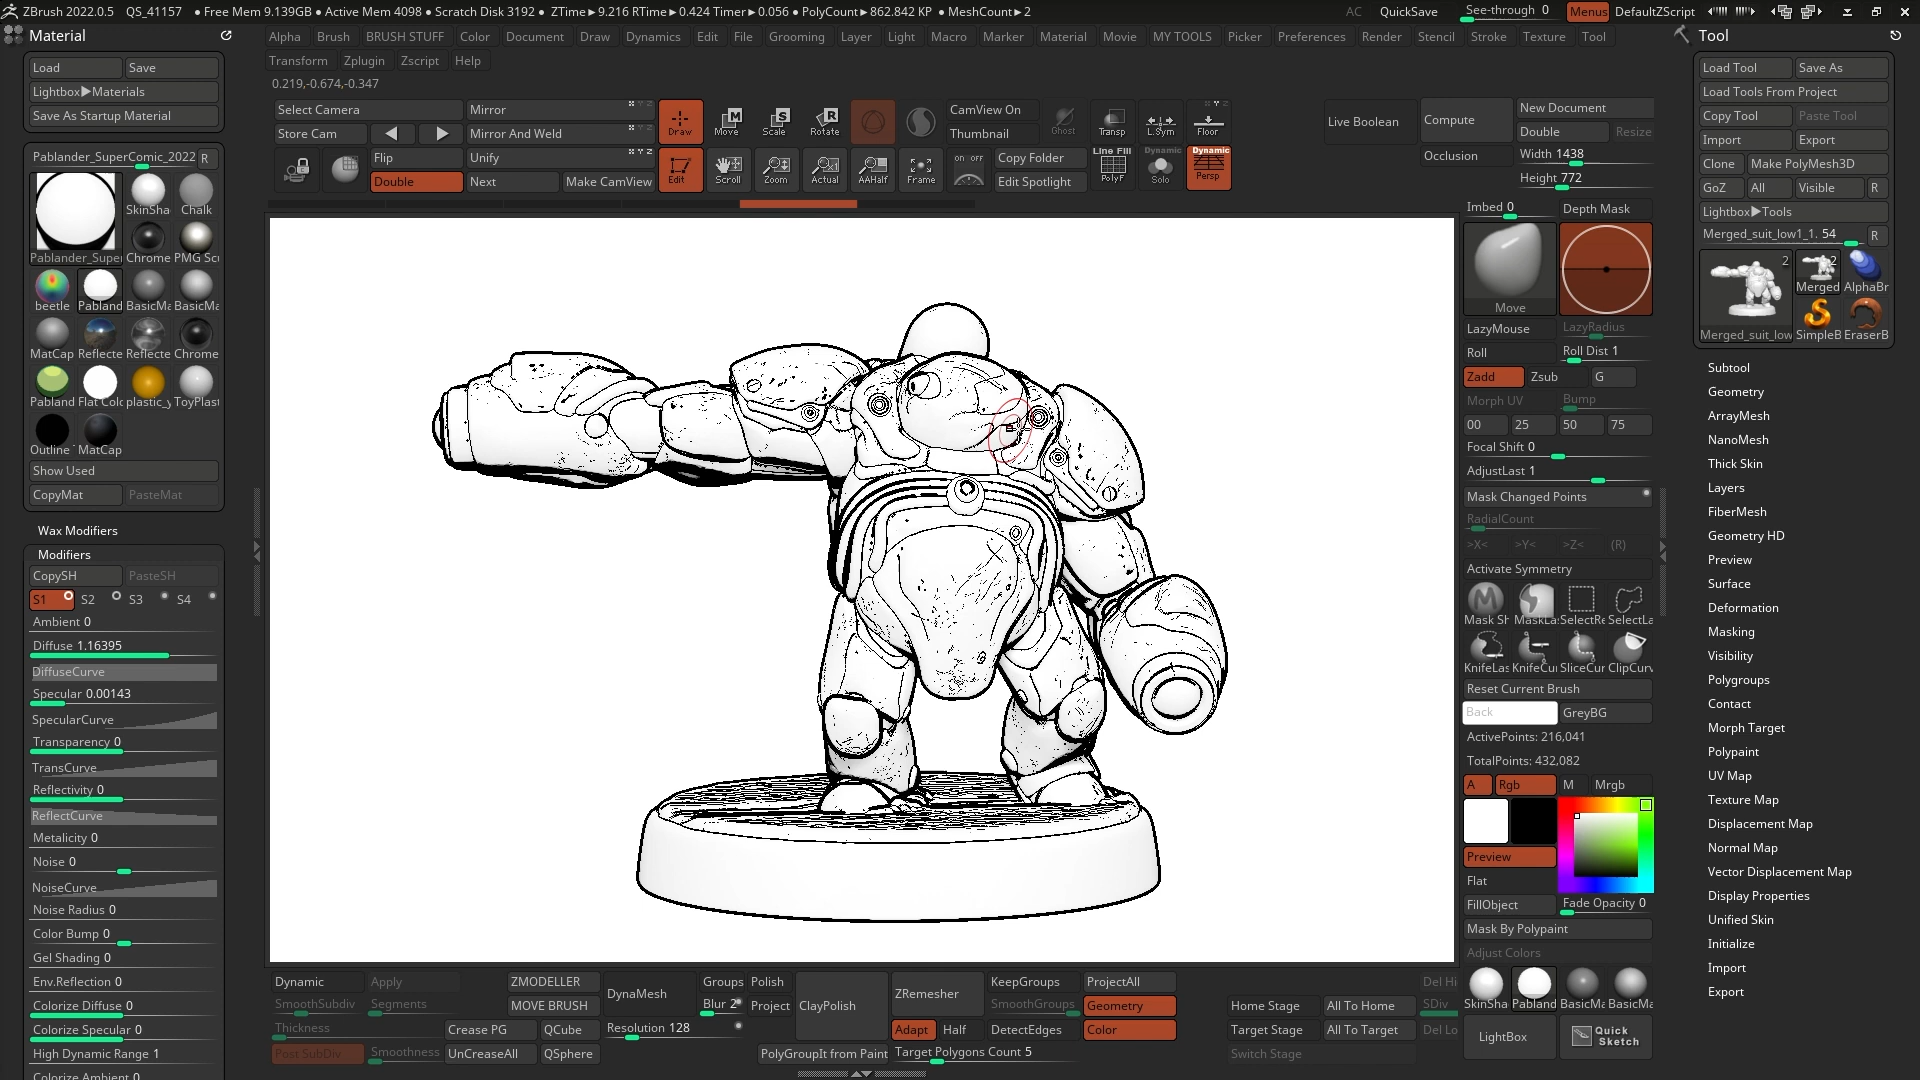 ZBrush 2022.0.5 QS_41157 ● Free Mem 9.139GB ● Active Mem 4098 ● Scratch Disk 3192 ● ZTime►9.216 RTime►0.424 Timer►0.056 ● PolyCount►862.842 KP ● MeshCount►2 AC QuickSave See-through 0 Menus DefaultZScript
Material
Alpha Brush BRUSH STUFF Color Document Draw Dynamics Edit File Grooming Layer Light Macro Marker Material Movie MY TOOLS Picker Preferences Render Stencil Stroke Texture Tool
Transform Zplugin Zscript Help
0.219,-0.674,-0.347
Load Save
Lightbox▶Materials
Save As Startup Material
Pablander_SuperComic_2022 R
SkinSha Chalk
Pablander_Supe Chrome PMG Sc
beetle Pabland BasicMa BasicMa
MatCap Reflecte Reflecte Chrome
Pabland Flat Colo plastic_y ToyPlast
Outline MatCap
Show Used
CopyMat PasteMat
Wax Modifiers
Modifiers
CopySH PasteSH
S1 S2 S3 S4
Ambient 0
Diffuse 1.16395
DiffuseCurve
Specular 0.00143
SpecularCurve
Transparency 0
TransCurve
Reflectivity 0
ReflectCurve
Metalicity 0
Noise 0
NoiseCurve
Noise Radius 0
Color Bump 0
Gel Shading 0
Env.Reflection 0
Colorize Diffuse 0
Colorize Specular 0
High Dynamic Range 1
Colorize Ambient 0
Select Camera Mirror
Store Cam Mirror And Weld
Flip Unify
Double Next Make CamView
Draw Move Scale Rotate
Edit Scroll Zoom Actual AAHalf Frame
on off
CamView On
Thumbnail
Copy Folder
Edit Spotlight
Ghost Transp L.Sym Floor
Line Fill Dynamic Dynamic
PolyF Solo Persp
Live Boolean
Compute
Occlusion
New Document
Double Resize
Width 1438
Height 772
Imbed 0 Depth Mask
Move
LazyMouse LazyRadius
Roll Roll Dist 1
Zadd Zsub G
Morph UV Bump
00 25 50 75
Focal Shift 0
AdjustLast 1
Mask Changed Points
RadialCount
>X< >Y< >Z< (R)
Activate Symmetry
Mask Sh MaskLa SelectRe SelectLa
KnifeLas KnifeCu SliceCur ClipCurv
Reset Current Brush
Back GreyBG
ActivePoints: 216,041
TotalPoints: 432,082
A Rgb M Mrgb
Preview
Flat
FillObject Fade Opacity 0
Mask By Polypaint
Adjust Colors
SkinSha Pabland BasicMa BasicMa
LightBox Quick Sketch
Tool
Load Tool Save As
Load Tools From Project
Copy Tool Paste Tool
Import Export
Clone Make PolyMesh3D
GoZ All Visible R
Lightbox▶Tools
Merged_suit_low1_1. 54 R
2 2
Merged AlphaBr
Merged_suit_low SimpleB EraserB
Subtool
Geometry
ArrayMesh
NanoMesh
Thick Skin
Layers
FiberMesh
Geometry HD
Preview
Surface
Deformation
Masking
Visibility
Polygroups
Contact
Morph Target
Polypaint
UV Map
Texture Map
Displacement Map
Normal Map
Vector Displacement Map
Display Properties
Unified Skin
Initialize
Import
Export
Dynamic Apply ZMODELLER DynaMesh Groups Polish ClayPolish ZRemesher KeepGroups ProjectAll Del Hi
SmoothSubdiv Segments MOVE BRUSH Blur 2 Project SmoothGroups Geometry Home Stage All To Home SDiv
Thickness Crease PG QCube Resolution 128 Adapt Half DetectEdges Color Target Stage All To Target Del Lo
Post SubDiv Smoothness UnCreaseAll QSphere PolyGroupIt from Paint Target Polygons Count 5 Switch Stage